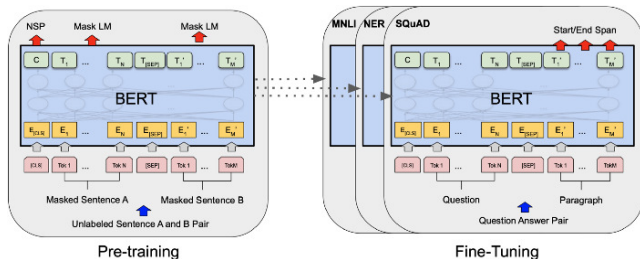 NSP Mask LM Mask LM
C T1 ... TN T[SEP] T1' ... TM'
BERT
E[CLS] E1 ... EN E[SEP] E1' ... EM'
[CLS] Tok 1 ... Tok N [SEP] Tok 1 ... TokM
Masked Sentence A Masked Sentence B
Unlabeled Sentence A and B Pair
Pre-training
MNLI NER SQuAD
Start/End Span
C T1 ... TN T[SEP] T1' ... TM'
BERT
E[CLS] E1 ... EN E[SEP] E1' ... EM'
[CLS] Tok 1 ... Tok N [SEP] Tok 1 ... TokM
Question Paragraph
Question Answer Pair
Fine-Tuning